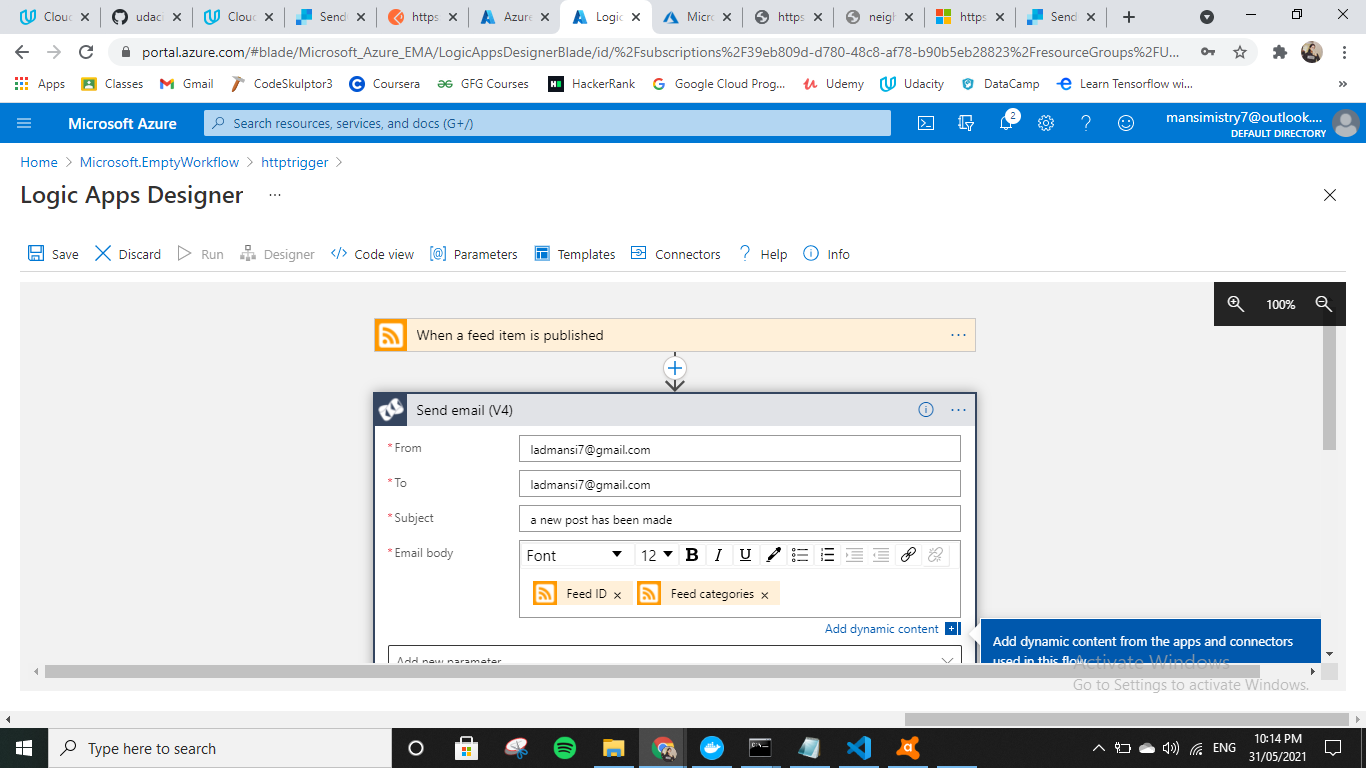 Clouc
udac
Clouc
Send
https
Azure
Logic
Micro
https
neigh
https
Send
portal.azure.com/#blade/Microsoft_Azure_EMA/LogicAppsDesignerBlade/id/%2Fsubscriptions%2F39eb809d-d780-48c8-af78-b90b5eb28823%2FresourceGroups%2FU...
Apps
Classes
Gmail
CodeSkulptor3
Coursera
GFG Courses
HackerRank
Google Cloud Prog...
Udemy
Udacity
DataCamp
Learn Tensorflow wi...
Microsoft Azure
Search resources, services, and docs (G+/)
2
mansimistry7@outlook....
DEFAULT DIRECTORY
Home > Microsoft.EmptyWorkflow > httptrigger >
Logic Apps Designer ...
Save
Discard
Run
Designer
Code view
Parameters
Templates
Connectors
Help
Info
100%
When a feed item is published
Send email (V4)
* From
ladmansi7@gmail.com
* To
ladmansi7@gmail.com
* Subject
a new post has been made
* Email body
Font
12
B
I
U
Feed ID ×
Feed categories ×
Add dynamic content
Add dynamic content from the apps and connectors
used in this flow
Add new parameter
Activate Windows
Go to Settings to activate Windows.
Type here to search
ENG
10:14 PM
31/05/2021